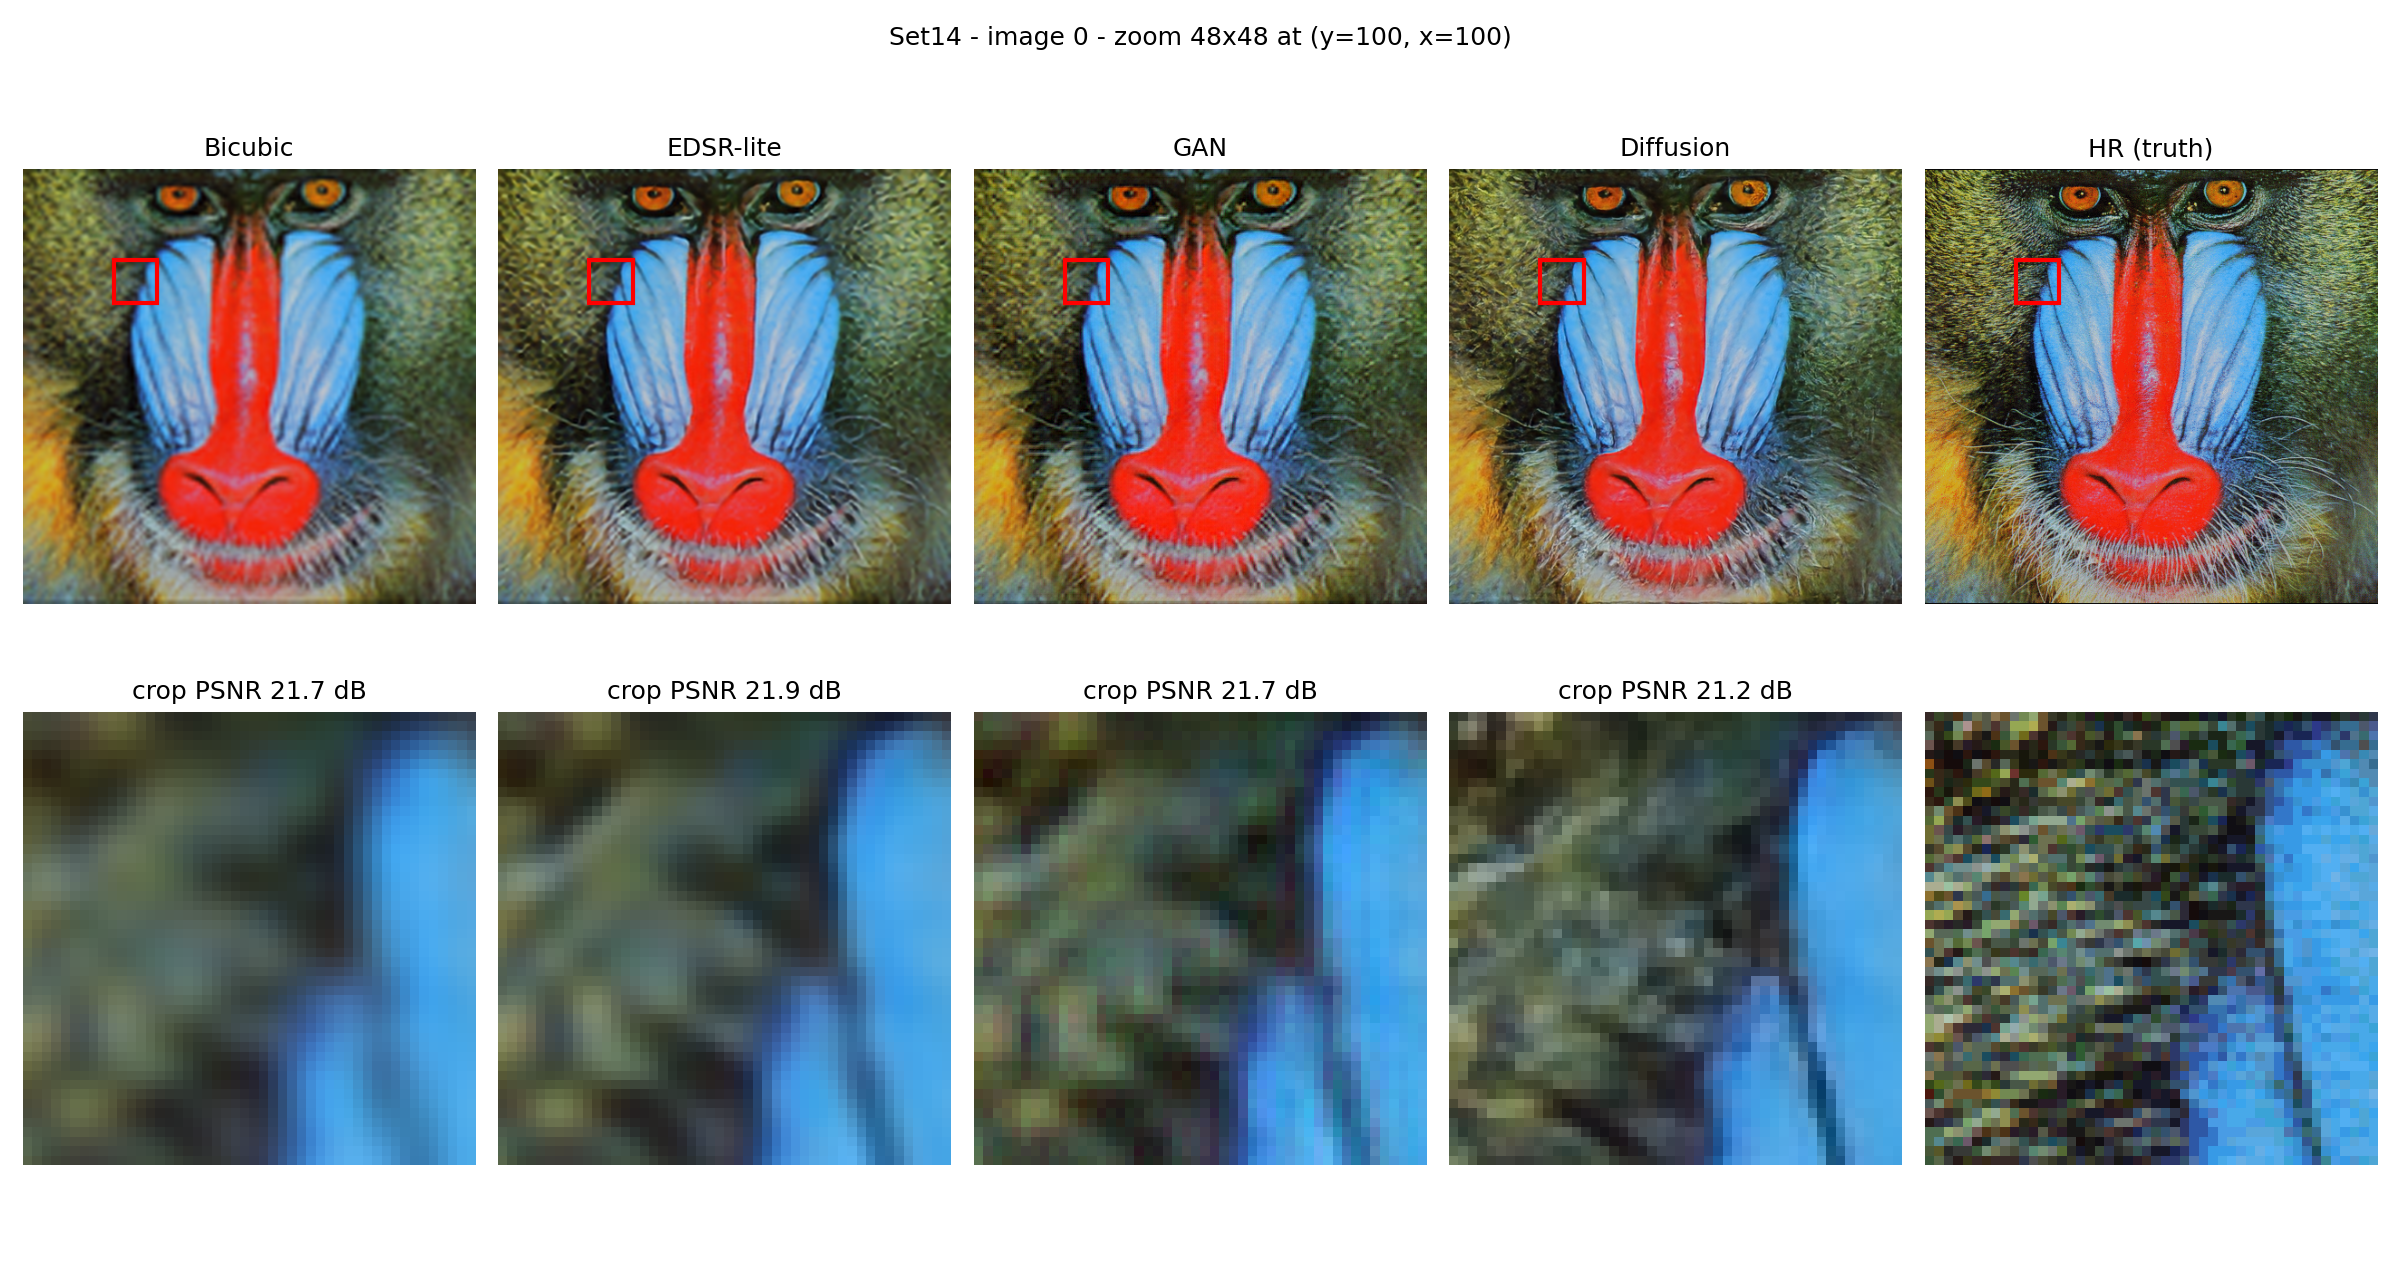 Set14 - image 0 - zoom 48x48 at (y=100, x=100)
Bicubic
EDSR-lite
GAN
Diffusion
HR (truth)
crop PSNR 21.7 dB
crop PSNR 21.9 dB
crop PSNR 21.7 dB
crop PSNR 21.2 dB